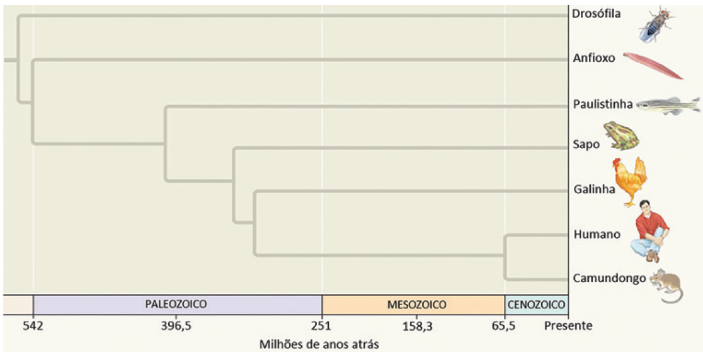 Drosófila
Anfioxo
Paulistinha
Sapo
Galinha
Humano
Camundongo
PALEOZOICO MESOZOICO CENOZOICO
542 396,5 251 158,3 65,5 Presente
Milhões de anos atrás